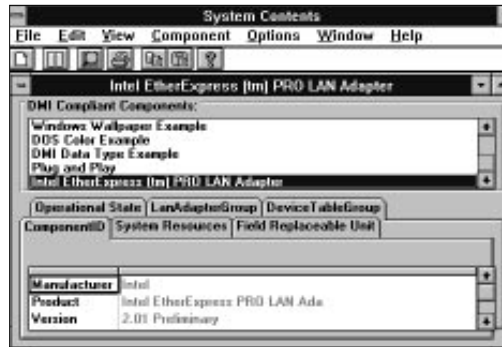 System Contents
File Edit View Component Options Window Help
Intel EtherExpress (tm) PRO LAN Adapter
DMI Compliant Components:
Windows Wallpaper Example
DOS Color Example
DMI Data Type Example
Plug and Play
Intel EtherExpress (tm) PRO LAN Adapter
Operational State LanAdapterGroup DeviceTableGroup
ComponentID System Resources Field Replaceable Unit
Manufacturer Intel
Product Intel EtherExpress PRO LAN Ada
Version 2.01 Preliminary